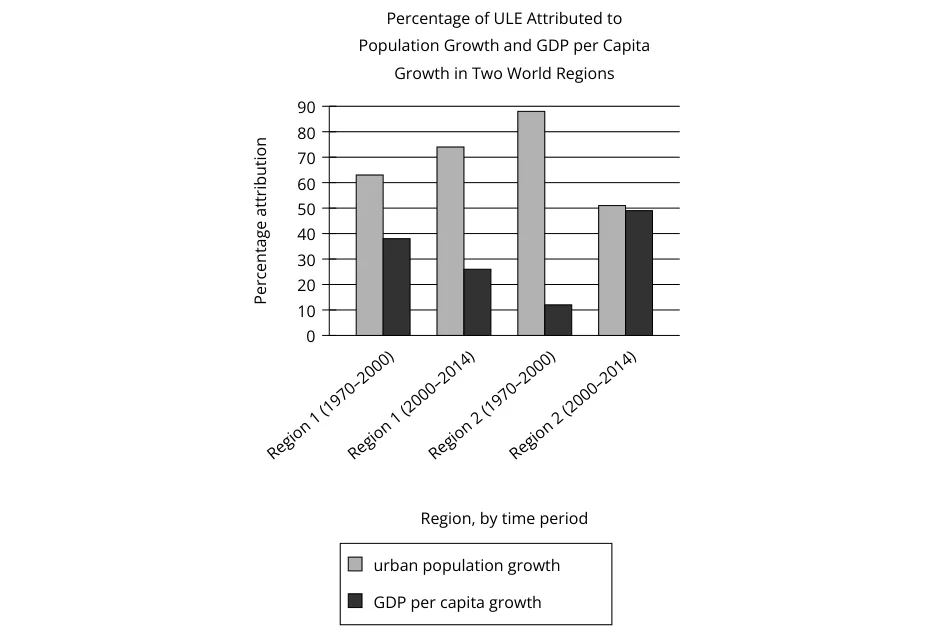 Percentage of ULE Attributed to
Population Growth and GDP per Capita
Growth in Two World Regions
Percentage attribution
90
80
70
60
50
40
30
20
10
0
Region 1 (1970–2000)
Region 1 (2000–2014)
Region 2 (1970–2000)
Region 2 (2000–2014)
Region, by time period
urban population growth
GDP per capita growth